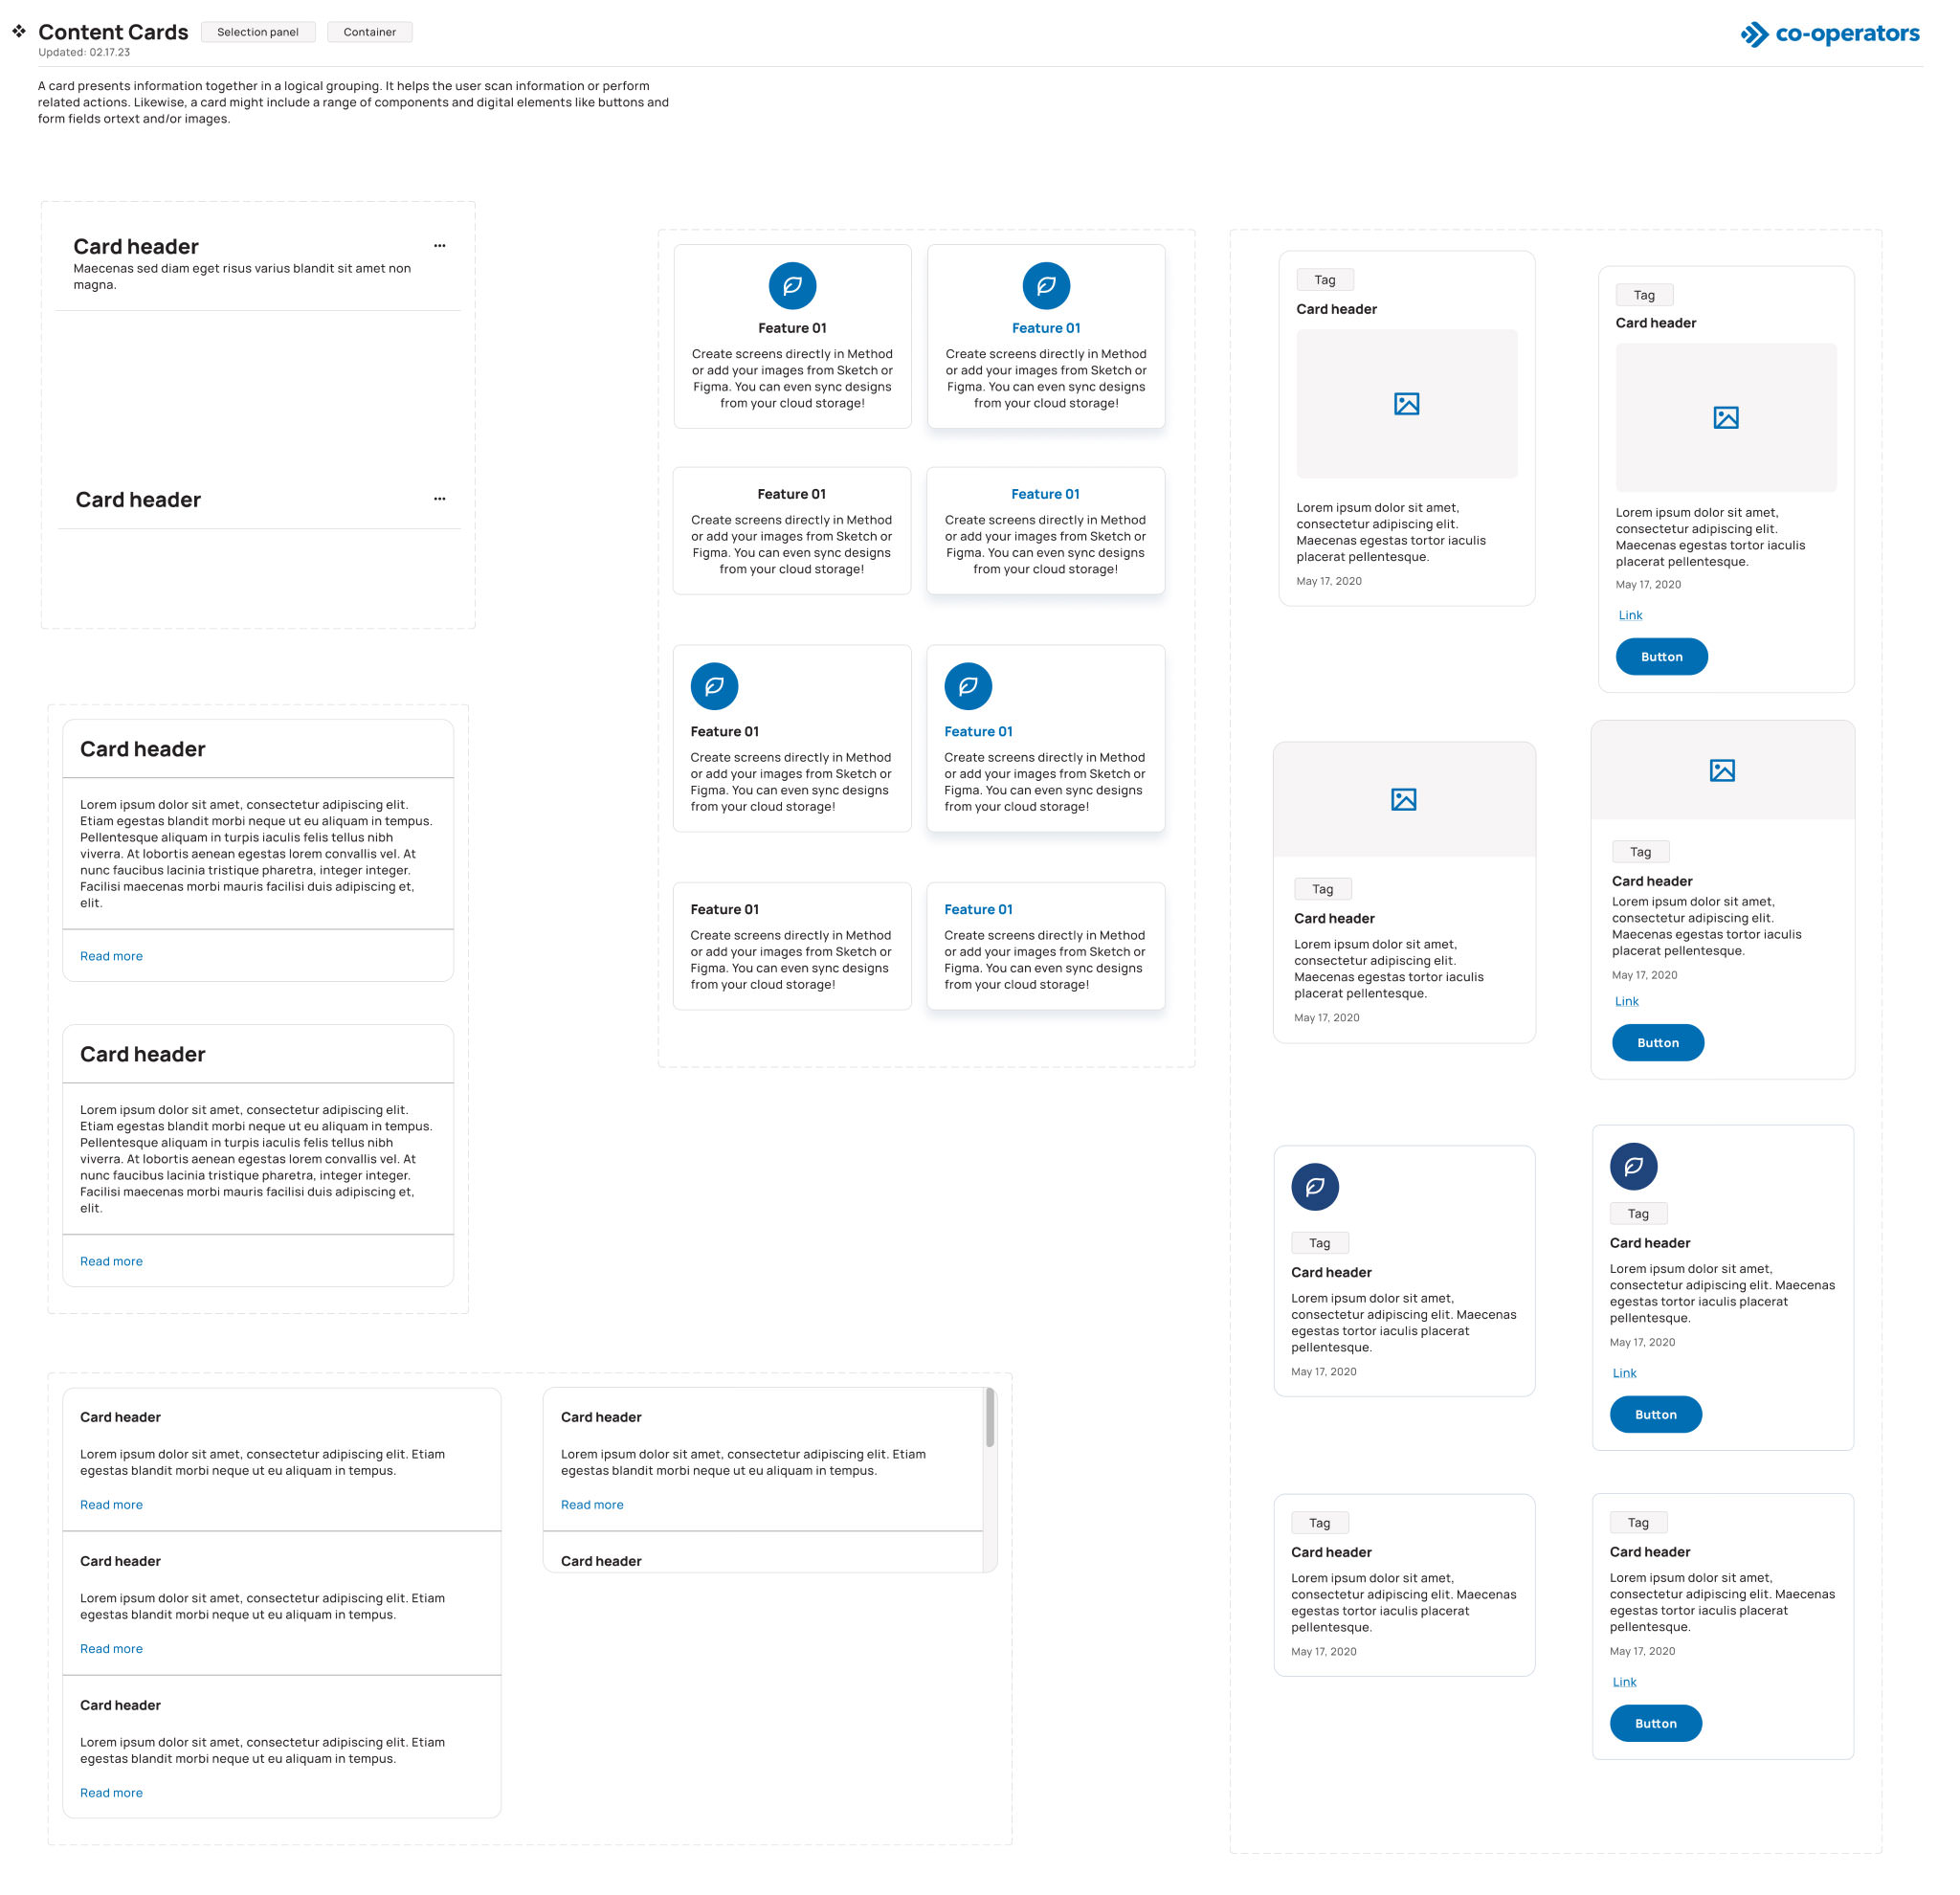 Content Cards
Selection panel
Container
Updated: 02.17.23
co-operators
A card presents information together in a logical grouping. It helps the user scan information or perform
related actions. Likewise, a card might include a range of components and digital elements like buttons and
form fields ortext and/or images.
Card header
Maecenas sed diam eget risus varius blandit sit amet non
magna.
Card header
Card header
Lorem ipsum dolor sit amet, consectetur adipiscing elit.
Etiam egestas blandit morbi neque ut eu aliquam in tempus.
Pellentesque aliquam in turpis iaculis felis tellus nibh
viverra. At lobortis aenean egestas lorem convallis vel. At
nunc faucibus lacinia tristique pharetra, integer integer.
Facilisi maecenas morbi mauris facilisi duis adipiscing et,
elit.
Read more
Card header
Lorem ipsum dolor sit amet, consectetur adipiscing elit.
Etiam egestas blandit morbi neque ut eu aliquam in tempus.
Pellentesque aliquam in turpis iaculis felis tellus nibh
viverra. At lobortis aenean egestas lorem convallis vel. At
nunc faucibus lacinia tristique pharetra, integer integer.
Facilisi maecenas morbi mauris facilisi duis adipiscing et,
elit.
Read more
Card header
Lorem ipsum dolor sit amet, consectetur adipiscing elit. Etiam
egestas blandit morbi neque ut eu aliquam in tempus.
Read more
Card header
Lorem ipsum dolor sit amet, consectetur adipiscing elit. Etiam
egestas blandit morbi neque ut eu aliquam in tempus.
Read more
Card header
Lorem ipsum dolor sit amet, consectetur adipiscing elit. Etiam
egestas blandit morbi neque ut eu aliquam in tempus.
Read more
Card header
Lorem ipsum dolor sit amet, consectetur adipiscing elit. Etiam
egestas blandit morbi neque ut eu aliquam in tempus.
Read more
Card header
Feature 01
Create screens directly in Method
or add your images from Sketch or
Figma. You can even sync designs
from your cloud storage!
Feature 01
Create screens directly in Method
or add your images from Sketch or
Figma. You can even sync designs
from your cloud storage!
Feature 01
Create screens directly in Method
or add your images from Sketch or
Figma. You can even sync designs
from your cloud storage!
Feature 01
Create screens directly in Method
or add your images from Sketch or
Figma. You can even sync designs
from your cloud storage!
Feature 01
Create screens directly in Method
or add your images from Sketch or
Figma. You can even sync designs
from your cloud storage!
Feature 01
Create screens directly in Method
or add your images from Sketch or
Figma. You can even sync designs
from your cloud storage!
Feature 01
Create screens directly in Method
or add your images from Sketch or
Figma. You can even sync designs
from your cloud storage!
Feature 01
Create screens directly in Method
or add your images from Sketch or
Figma. You can even sync designs
from your cloud storage!
Tag
Card header
Lorem ipsum dolor sit amet,
consectetur adipiscing elit.
Maecenas egestas tortor iaculis
placerat pellentesque.
May 17, 2020
Tag
Card header
Lorem ipsum dolor sit amet,
consectetur adipiscing elit.
Maecenas egestas tortor iaculis
placerat pellentesque.
May 17, 2020
Link
Button
Tag
Card header
Lorem ipsum dolor sit amet,
consectetur adipiscing elit.
Maecenas egestas tortor iaculis
placerat pellentesque.
May 17, 2020
Tag
Card header
Lorem ipsum dolor sit amet,
consectetur adipiscing elit.
Maecenas egestas tortor iaculis
placerat pellentesque.
May 17, 2020
Link
Button
Tag
Card header
Lorem ipsum dolor sit amet,
consectetur adipiscing elit. Maecenas
egestas tortor iaculis placerat
pellentesque.
May 17, 2020
Tag
Card header
Lorem ipsum dolor sit amet,
consectetur adipiscing elit. Maecenas
egestas tortor iaculis placerat
pellentesque.
May 17, 2020
Link
Button
Tag
Card header
Lorem ipsum dolor sit amet,
consectetur adipiscing elit. Maecenas
egestas tortor iaculis placerat
pellentesque.
May 17, 2020
Tag
Card header
Lorem ipsum dolor sit amet,
consectetur adipiscing elit. Maecenas
egestas tortor iaculis placerat
pellentesque.
May 17, 2020
Link
Button